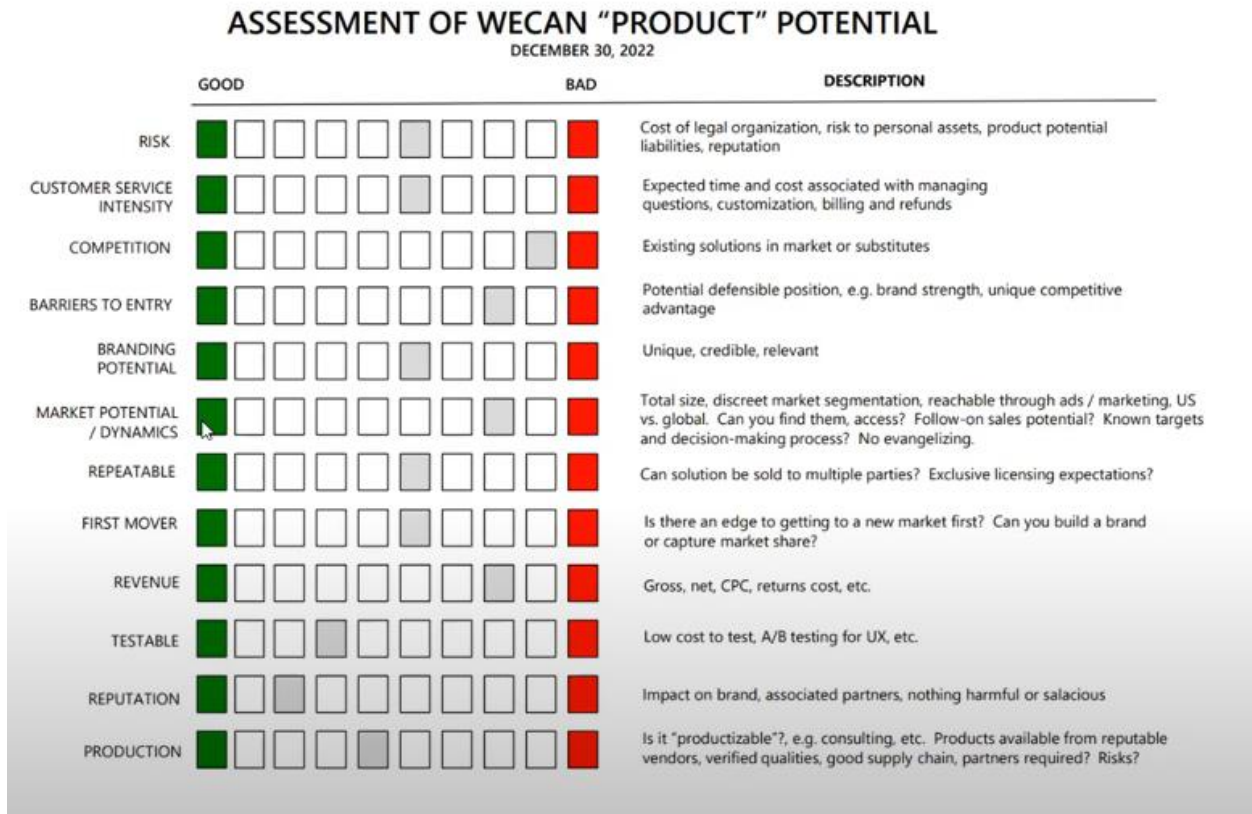 ASSESSMENT OF WECAN “PRODUCT” POTENTIAL
DECEMBER 30, 2022
GOOD
BAD
DESCRIPTION
RISK
Cost of legal organization, risk to personal assets, product potential
liabilities, reputation
CUSTOMER SERVICE
INTENSITY
Expected time and cost associated with managing
questions, customization, billing and refunds
COMPETITION
Existing solutions in market or substitutes
BARRIERS TO ENTRY
Potential defensible position, e.g. brand strength, unique competitive
advantage
BRANDING
POTENTIAL
Unique, credible, relevant
MARKET POTENTIAL
/ DYNAMICS
Total size, discreet market segmentation, reachable through ads / marketing, US
vs. global.  Can you find them, access?  Follow-on sales potential?  Known targets
and decision-making process?  No evangelizing.
REPEATABLE
Can solution be sold to multiple parties?  Exclusive licensing expectations?
FIRST MOVER
Is there an edge to getting to a new market first?  Can you build a brand
or capture market share?
REVENUE
Gross, net, CPC, returns cost, etc.
TESTABLE
Low cost to test, A/B testing for UX, etc.
REPUTATION
Impact on brand, associated partners, nothing harmful or salacious
PRODUCTION
Is it “productizable”?, e.g. consulting, etc.  Products available from reputable
vendors, verified qualities, good supply chain, partners required?  Risks?